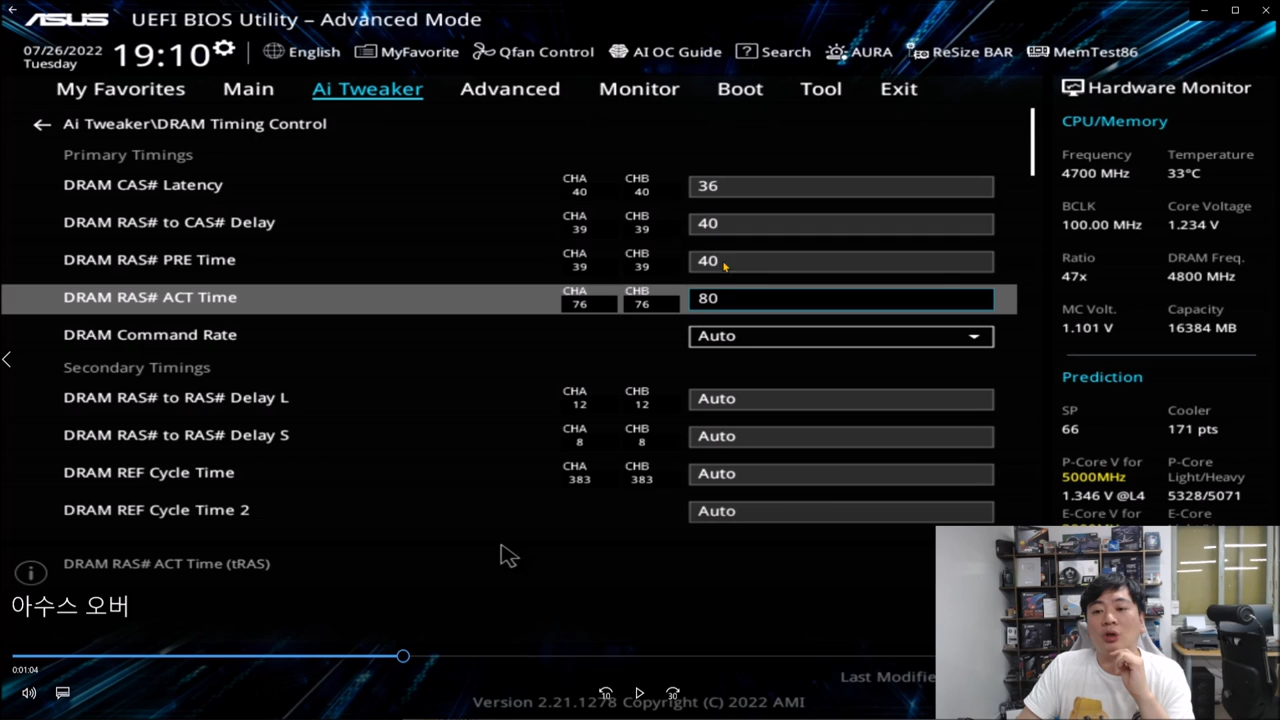 ASUS UEFI BIOS Utility – Advanced Mode
07/26/2022
Tuesday
19:10
English MyFavorite Qfan Control AI OC Guide ? Search AURA ReSize BAR MemTest86
My Favorites Main Ai Tweaker Advanced Monitor Boot Tool Exit
Hardware Monitor
Ai Tweaker\DRAM Timing Control
Primary Timings
DRAM CAS# Latency CHA 40 CHB 40 36
DRAM RAS# to CAS# Delay CHA 39 CHB 39 40
DRAM RAS# PRE Time CHA 39 CHB 39 40
DRAM RAS# ACT Time CHA 76 CHB 76 80
DRAM Command Rate Auto
Secondary Timings
DRAM RAS# to RAS# Delay L CHA 12 CHB 12 Auto
DRAM RAS# to RAS# Delay S CHA 8 CHB 8 Auto
DRAM REF Cycle Time CHA 383 CHB 383 Auto
DRAM REF Cycle Time 2 Auto
CPU/Memory
Frequency Temperature
4700 MHz 33°C
BCLK Core Voltage
100.00 MHz 1.234 V
Ratio DRAM Freq.
47x 4800 MHz
MC Volt. Capacity
1.101 V 16384 MB
Prediction
SP Cooler
66 171 pts
P-Core V for P-Core
5000MHz Light/Heavy
1.346 V @L4 5328/5071
E-Core V for E-Core
DRAM RAS# ACT Time (tRAS)
아수스 오버
0:01:04
10 30
Last Modifie
Version 2.21.1278 Copyright (C) 2022 AMI